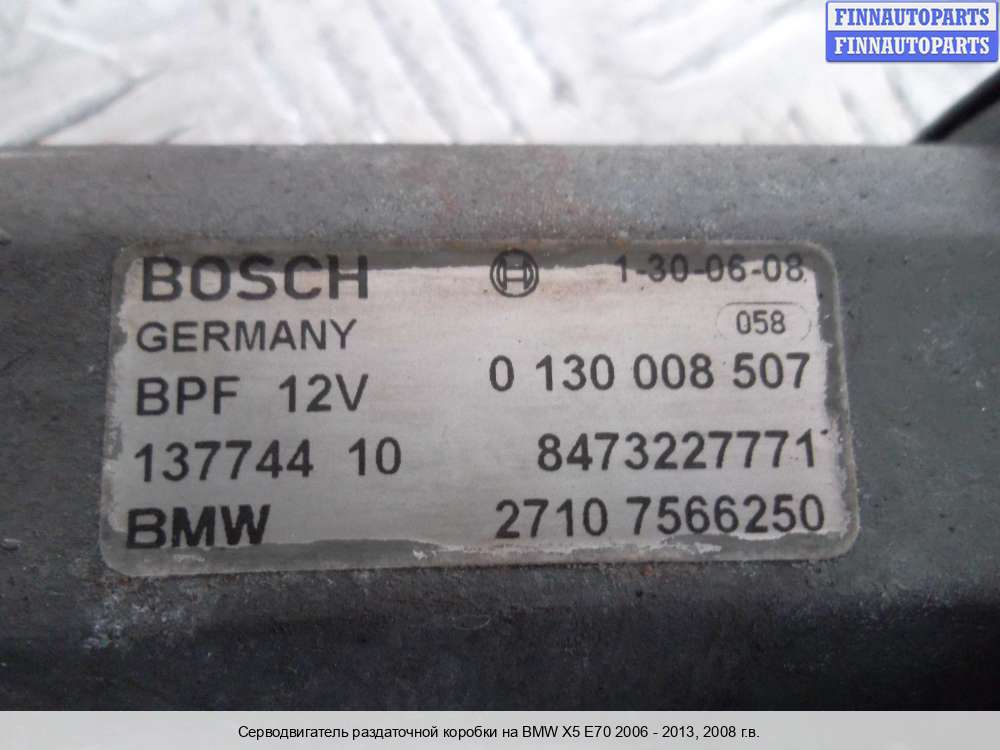 FINNAUTOPARTS
FINNAUTOPARTS
BOSCH 1-30-06-08
GERMANY 058
BPF 12V 0 130 008 507
137744 10 8473227771
BMW 2710 7566250
Серводвигатель раздаточной коробки на BMW X5 E70 2006 - 2013, 2008 г.в.